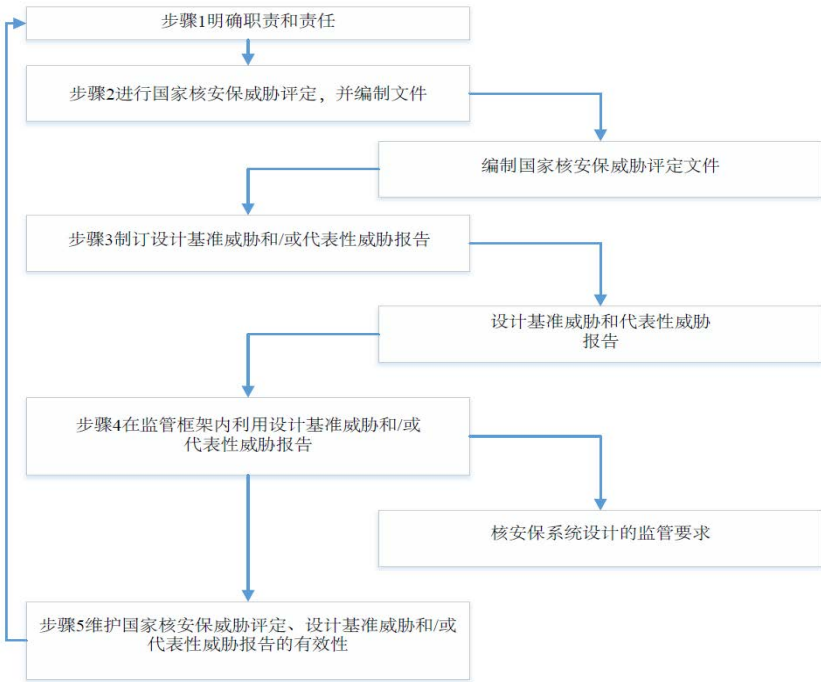 步骤1明确职责和责任
步骤2进行国家核安保威胁评定，并编制文件
编制国家核安保威胁评定文件
步骤3制订设计基准威胁和/或代表性威胁报告
设计基准威胁和代表性威胁
报告
步骤4在监管框架内利用设计基准威胁和/或
代表性威胁报告
核安保系统设计的监管要求
步骤5维护国家核安保威胁评定、设计基准威胁和/或
代表性威胁报告的有效性